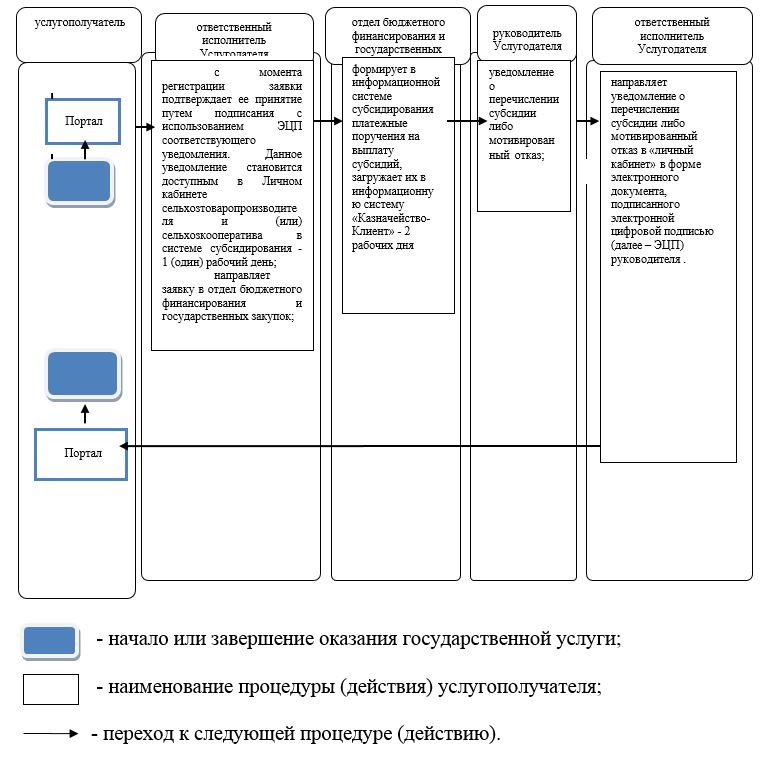 услугополучатель
Портал
Портал
ответственный
исполнитель
Услугодателя
с момента
регистрации заявки
подтверждает ее принятие
путем подписания с
использованием ЭЦП
соответствующего
уведомления. Данное
уведомление становится
доступным в Личном
кабинете
сельхозтоваропроизводите
ля и (или)
сельхозкооператива в
системе субсидирования -
1 (один) рабочий день;
направляет
заявку в отдел бюджетного
финансирования и
государственных закупок;
отдел бюджетного
финансирования и
государственных
формирует в
информационной
системе
субсидирования
платежные
поручения на
выплату
субсидий,
загружает их в
информационну
ю систему
«Казначейство-
Клиент» - 2
рабочих дня
руководитель
Услугодателя
уведомление
о
перечислении
субсидии
либо
мотивирован
ный отказ;
ответственный
исполнитель
Услугодателя
направляет
уведомление о
перечислении
субсидии либо
мотивированный
отказ в «личный
кабинет» в форме
электронного
документа,
подписанного
электронной
цифровой подписью
(далее – ЭЦП)
руководителя .
- начало или завершение оказания государственной услуги;
- наименование процедуры (действия) услугополучателя;
- переход к следующей процедуре (действию).